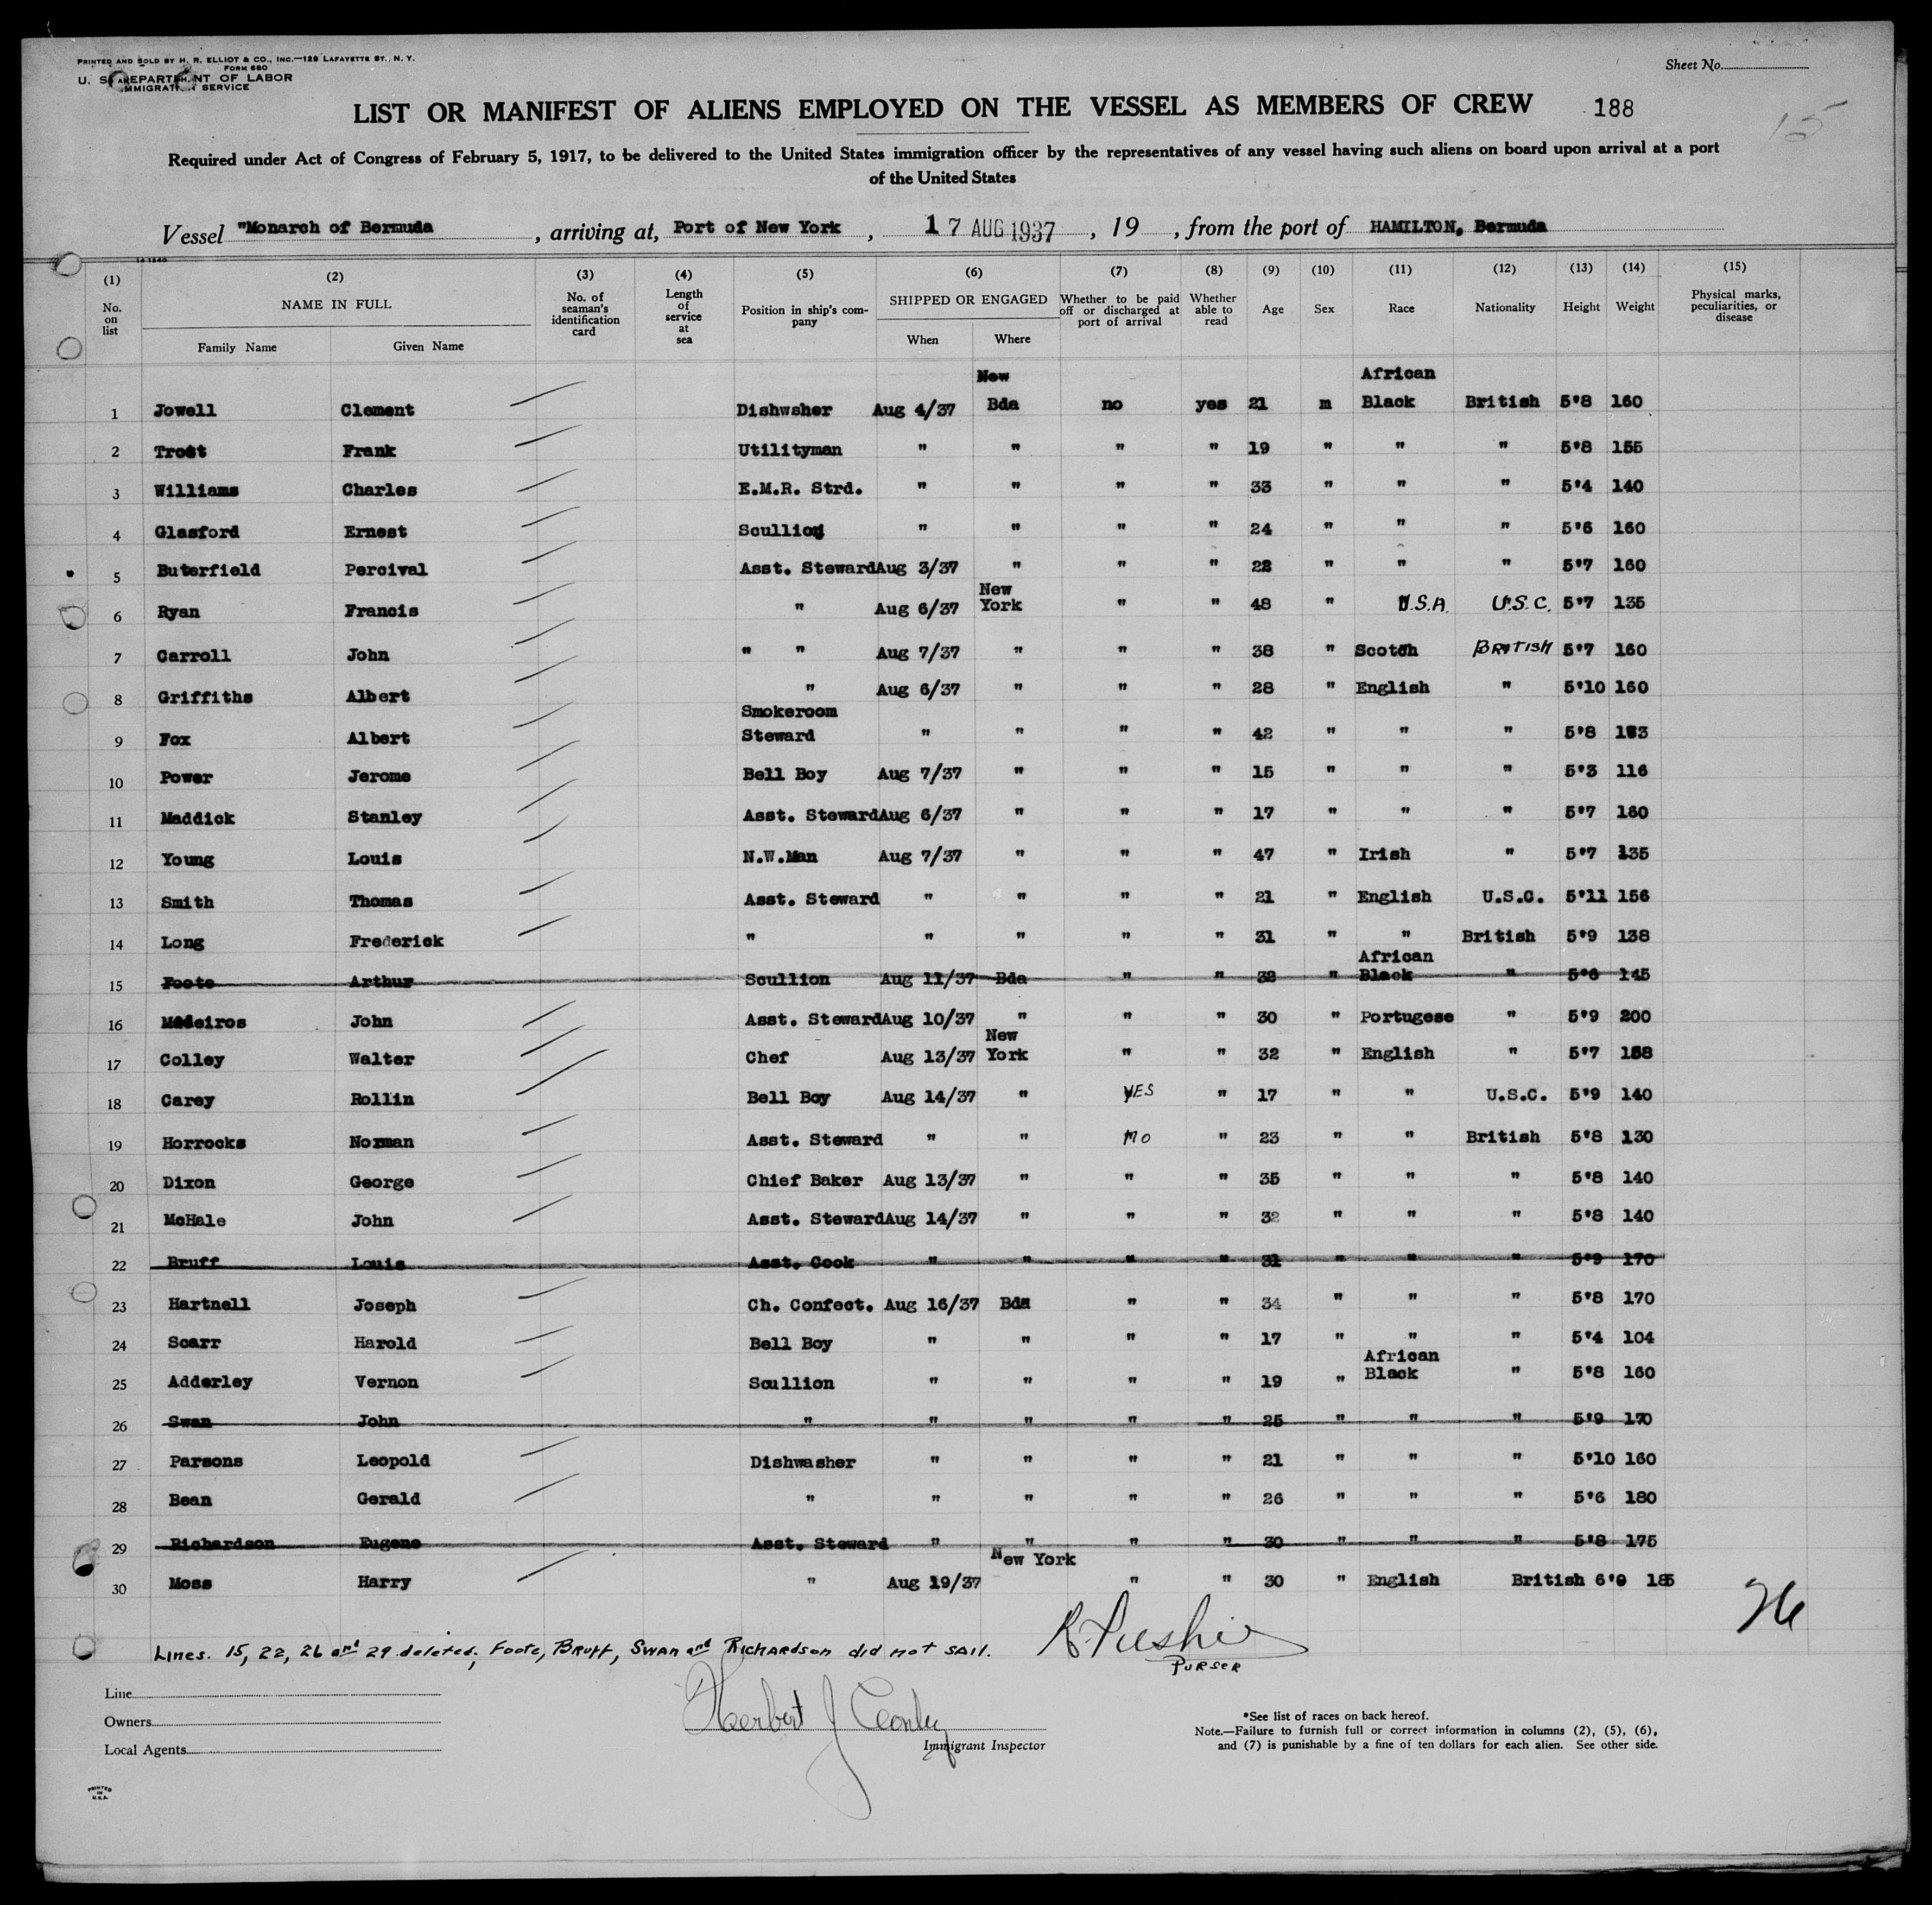 PRINTED AND SOLD BY H. R. ELLIOT & CO., INC.—129 LAFAYETTE ST., N. Y.
FORM 680
U. S. DEPARTMENT OF LABOR
IMMIGRATION SERVICE
Sheet No.
LIST OR MANIFEST OF ALIENS EMPLOYED ON THE VESSEL AS MEMBERS OF CREW 188
15
Required under Act of Congress of February 5, 1917, to be delivered to the United States immigration officer by the representatives of any vessel having such aliens on board upon arrival at a port
of the United States
Vessel "Monarch of Bermuda , arriving at, Port of New York , 17 AUG 1937 , 19 , from the port of HAMILTON, Bermuda
14 1240
(1) (2) (3) (4) (5) (6) (7) (8) (9) (10) (11) (12) (13) (14) (15)
No. on list NAME IN FULL Family Name Given Name No. of seaman's identification card Length of service at sea Position in ship's company SHIPPED OR ENGAGED When Where Whether to be paid off or discharged at port of arrival Whether able to read Age Sex Race Nationality Height Weight Physical marks, peculiarities, or disease
New African
1 Jowell Clement Dishwsher Aug 4/37 Bda no yes 21 m Black British 5'8 160
2 Trott Frank Utilityman " " " " 19 " " " 5'8 155
3 Williams Charles E.M.R. Strd. " " " " 33 " " " 5'4 140
4 Glasford Ernest Scullion " " " " 24 " " " 5'6 160
5 Buterfield Percival Asst. Steward Aug 3/37 " " " 22 " " " 5'7 160
New
6 Ryan Francis " Aug 6/37 York " " 48 " U.S.A. U.S.C. 5'7 135
7 Carroll John " " Aug 7/37 " " " 38 " Scotch BRITISH 5'7 160
8 Griffiths Albert " Aug 6/37 " " " 28 " English " 5'10 160
Smokeroom
9 Fox Albert Steward " " " " 42 " " " 5'8
10 Power Jerome Bell Boy Aug 7/37 " " " 15 " " " 5'3 116
11 Maddick Stanley Asst. Steward Aug 6/37 " " " 17 " " " 5'7 160
12 Young Louis N.W.Man Aug 7/37 " " " 47 " Irish " 5'7 135
13 Smith Thomas Asst. Steward " " " " 21 " English U.S.C. 5'11 156
14 Long Frederick " " " " " 31 " " British 5'9 138
African
15 Foote Arthur Scullion Aug 11/37 Bda " " 32 " Black " 5'6 145
16 Medeiros John Asst. Steward Aug 10/37 " " " 30 " Portugese " 5'9 200
New
17 Colley Walter Chef Aug 13/37 York " " 32 " English " 5'7 158
18 Carey Rollin Bell Boy Aug 14/37 " YES " 17 " " U.S.C. 5'9 140
19 Horrocks Norman Asst. Steward " " NO " 23 " " British 5'8 130
20 Dixon George Chief Baker Aug 13/37 " " " 35 " " " 5'8 140
21 McHale John Asst. Steward Aug 14/37 " " " 32 " " " 5'8 140
22 Bruff Louis Asst. Cook " " " " 31 " " " 5'9 170
23 Hartnell Joseph Ch. Confect. Aug 16/37 Bda " " 34 " " " 5'8 170
24 Scarr Harold Bell Boy " " " " 17 " " " 5'4 104
African
25 Adderley Vernon Scullion " " " " 19 " Black " 5'8 160
26 Swan John " " " " " 25 " " " 5'9 170
27 Parsons Leopold Dishwasher " " " " 21 " " " 5'10 160
28 Bean Gerald " " " " " 26 " " " 5'6 180
29 Richardson Eugene Asst. Steward " " " " 30 " " " 5'8 175
New York
30 Moss Harry " Aug 19/37 " " 30 " English British 6'0 185
26
Lines. 15, 22, 26 and 29 deleted; Foote, Bruff, Swan and Richardson did not sail.
PURSER
Line
Owners
Local Agents
Herbert J Conley
Immigrant Inspector
*See list of races on back hereof.
Note.—Failure to furnish full or correct information in columns (2), (5), (6),
and (7) is punishable by a fine of ten dollars for each alien. See other side.
PRINTED
IN
U.S.A.